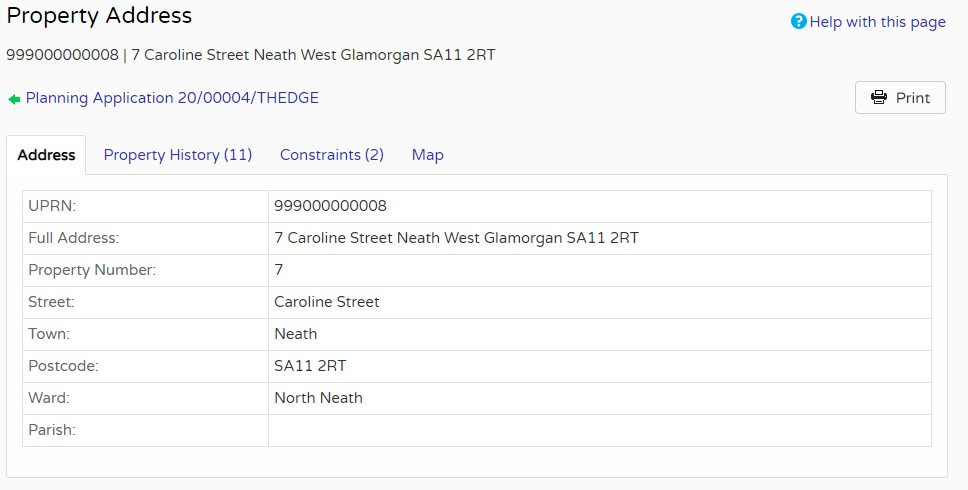 Property Address
Help with this page
999000000008 | 7 Caroline Street Neath West Glamorgan SA11 2RT
Planning Application 20/00004/THEDGE
Print
Address Property History (11) Constraints (2) Map
UPRN: 999000000008
Full Address: 7 Caroline Street Neath West Glamorgan SA11 2RT
Property Number: 7
Street: Caroline Street
Town: Neath
Postcode: SA11 2RT
Ward: North Neath
Parish: